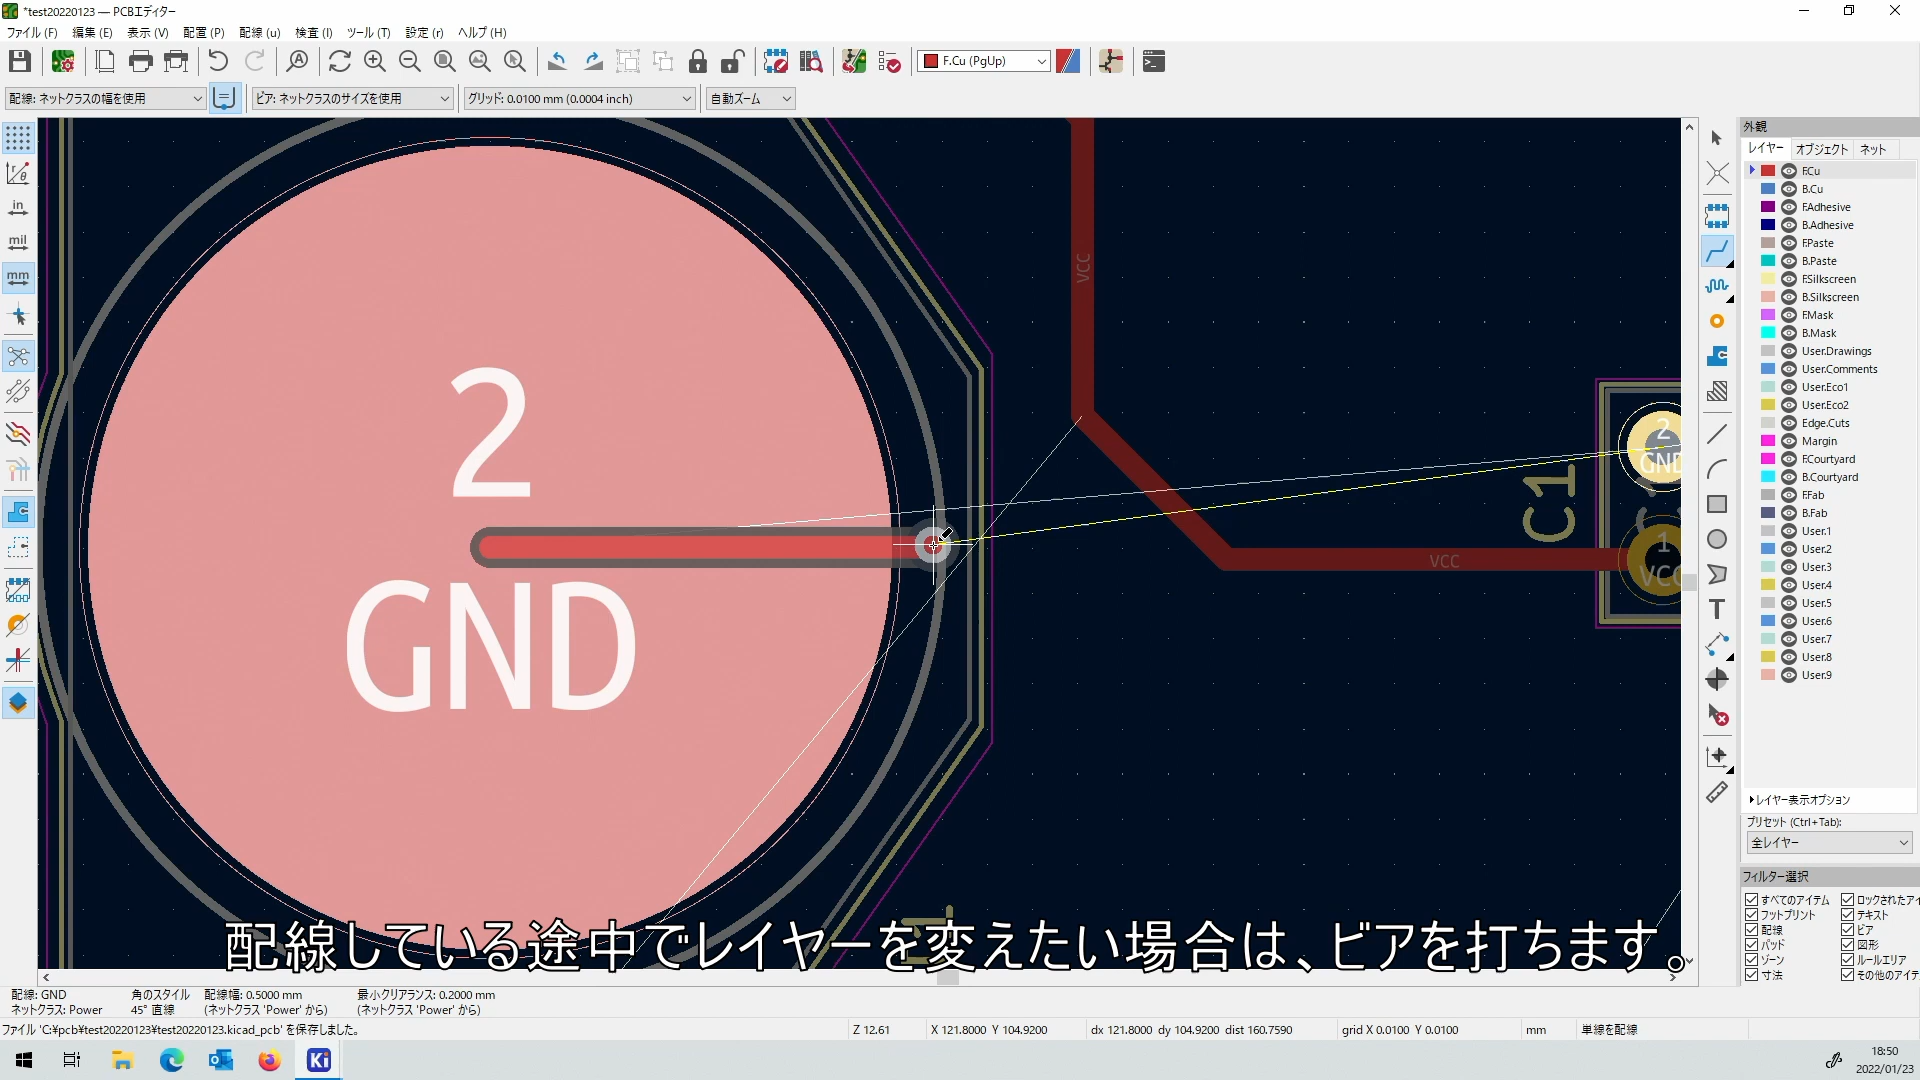 *test20220123 — PCBエディター
ファイル (F) 編集 (E) 表示 (V) 配置 (P) 配線 (u) 検査 (I) ツール (T) 設定 (r) ヘルプ (H)
F.Cu (PgUp)
配線: ネットクラスの幅を使用 ビア: ネットクラスのサイズを使用 グリッド: 0.0100 mm (0.0004 inch) 自動ズーム
in
mil
mm
2
GND
VCC
VCC
C1
2
GND
1
VCC
外観
レイヤー オブジェクト ネット
F.Cu
B.Cu
F.Adhesive
B.Adhesive
F.Paste
B.Paste
F.Silkscreen
B.Silkscreen
F.Mask
B.Mask
User.Drawings
User.Comments
User.Eco1
User.Eco2
Edge.Cuts
Margin
F.Courtyard
B.Courtyard
F.Fab
B.Fab
User.1
User.2
User.3
User.4
User.5
User.6
User.7
User.8
User.9
レイヤー表示オプション
プリセット (Ctrl+Tab):
全レイヤー
フィルター選択
すべてのアイテム ロックされたアイ
フットプリント テキスト
配線 ビア
パッド 図形
ゾーン ルールエリア
寸法 その他のアイテ
配線している途中でレイヤーを変えたい場合は、ビアを打ちます。
配線: GND 角のスタイル 配線幅: 0.5000 mm 最小クリアランス: 0.2000 mm
ネットクラス: Power 45° 直線 (ネットクラス 'Power' から) (ネットクラス 'Power' から)
ファイル 'C:¥pcb¥test20220123¥test20220123.kicad_pcb' を保存しました。 Z 12.61 X 121.8000 Y 104.9200 dx 121.8000 dy 104.9200 dist 160.7590 grid X 0.0100 Y 0.0100 mm 単線を配線
Ki
18:50
2022/01/23